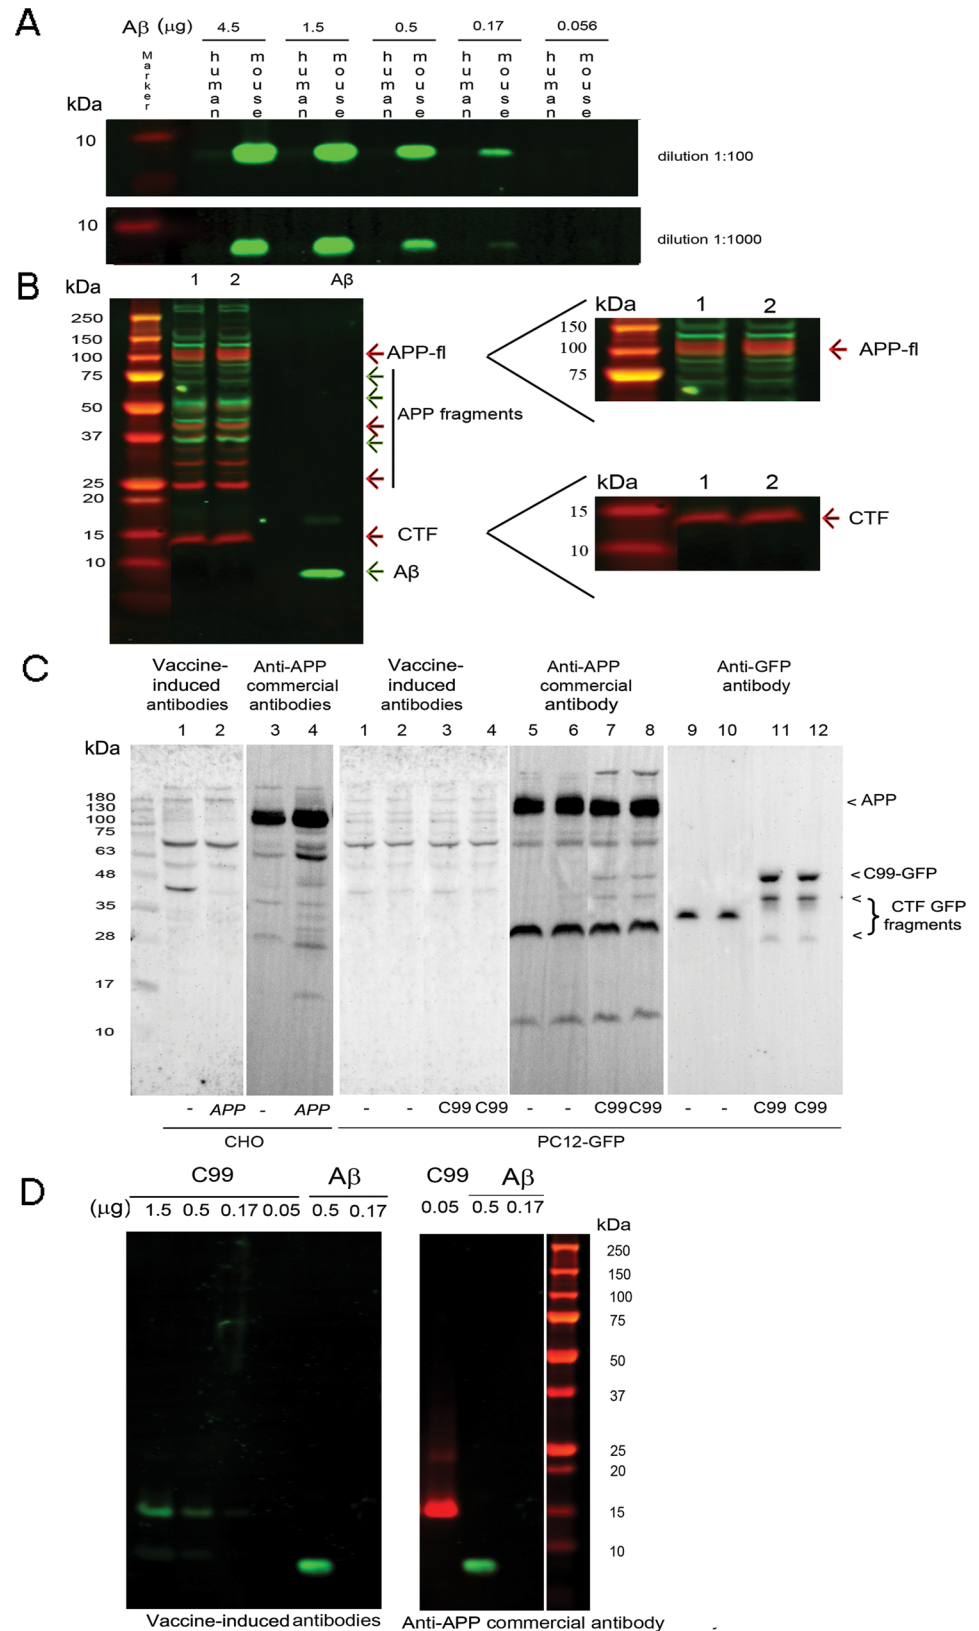 A
Aβ (µg) 4.5 1.5 0.5 0.17 0.056
Marker human mouse human mouse human mouse human mouse human mouse
kDa
10
dilution 1:100
10
dilution 1:1000
B
kDa 1 2 Aβ
250
150
100
75
50
37
25
20
15
10
APP-fl
APP fragments
CTF
Aβ
kDa 1 2
150
100
75
APP-fl
kDa 1 2
15
10
CTF
C
Vaccine-induced antibodies
Anti-APP commercial antibodies
Vaccine-induced antibodies
Anti-APP commercial antibody
Anti-GFP antibody
1 2 3 4 1 2 3 4 5 6 7 8 9 10 11 12
kDa
180
130
100
75
63
48
35
28
17
10
< APP
< C99-GFP
<
<
} CTF GFP fragments
- APP - APP - - C99 C99 - - C99 C99 - - C99 C99
CHO PC12-GFP
D
C99 Aβ C99 Aβ
(µg) 1.5 0.5 0.17 0.05 0.5 0.17 0.05 0.5 0.17
kDa
250
150
100
75
50
37
25
20
15
10
Vaccine-induced antibodies Anti-APP commercial antibody